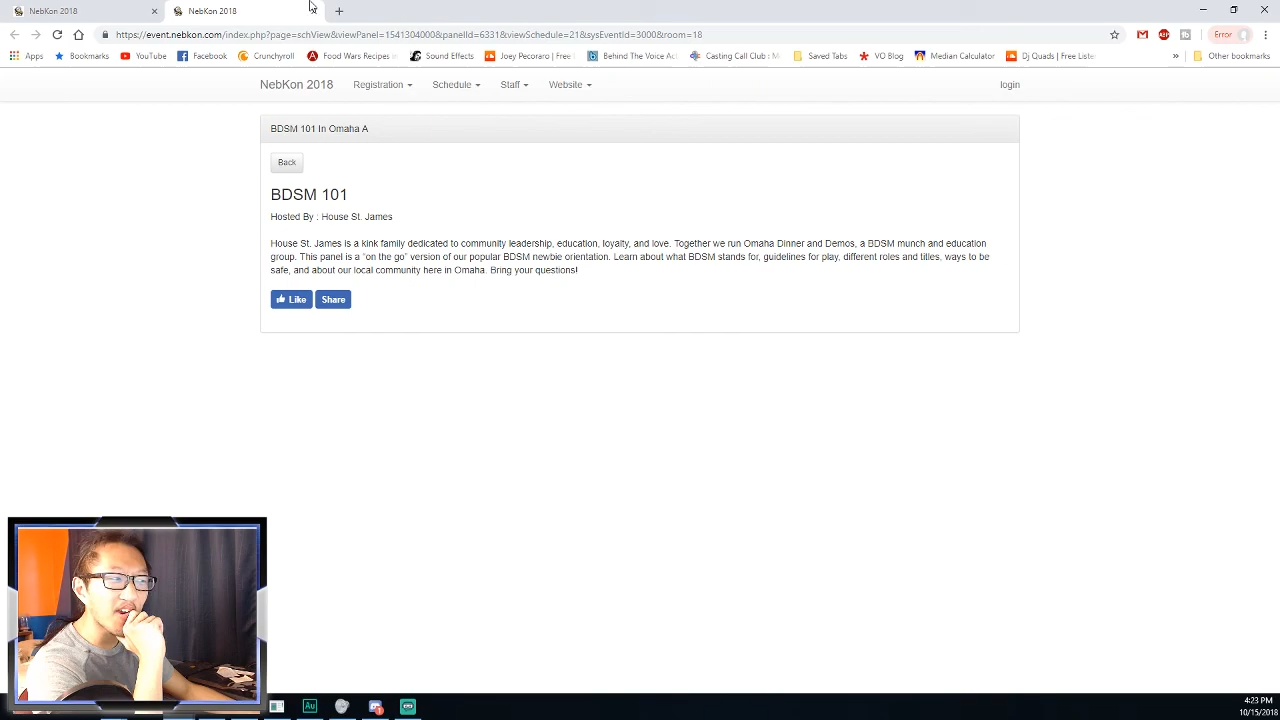 NebKon 2018
NebKon 2018
https://event.nebkon.com/index.php?page=schView&viewPanel=1541304000&panelId=6331&viewSchedule=21&sysEventId=3000&room=18
Error
Apps Bookmarks YouTube Facebook Crunchyroll Food Wars Recipes in Sound Effects Joey Pecoraro | Free Behind The Voice Act Casting Call Club : M Saved Tabs VO Blog Median Calculator Dj Quads | Free Lister » Other bookmarks
NebKon 2018 Registration Schedule Staff Website login
BDSM 101 In Omaha A
Back
BDSM 101
Hosted By : House St. James
House St. James is a kink family dedicated to community leadership, education, loyalty, and love. Together we run Omaha Dinner and Demos, a BDSM munch and education
group. This panel is a “on the go” version of our popular BDSM newbie orientation. Learn about what BDSM stands for, guidelines for play, different roles and titles, ways to be
safe, and about our local community here in Omaha. Bring your questions!
Like Share
Au
4:23 PM
10/15/2018